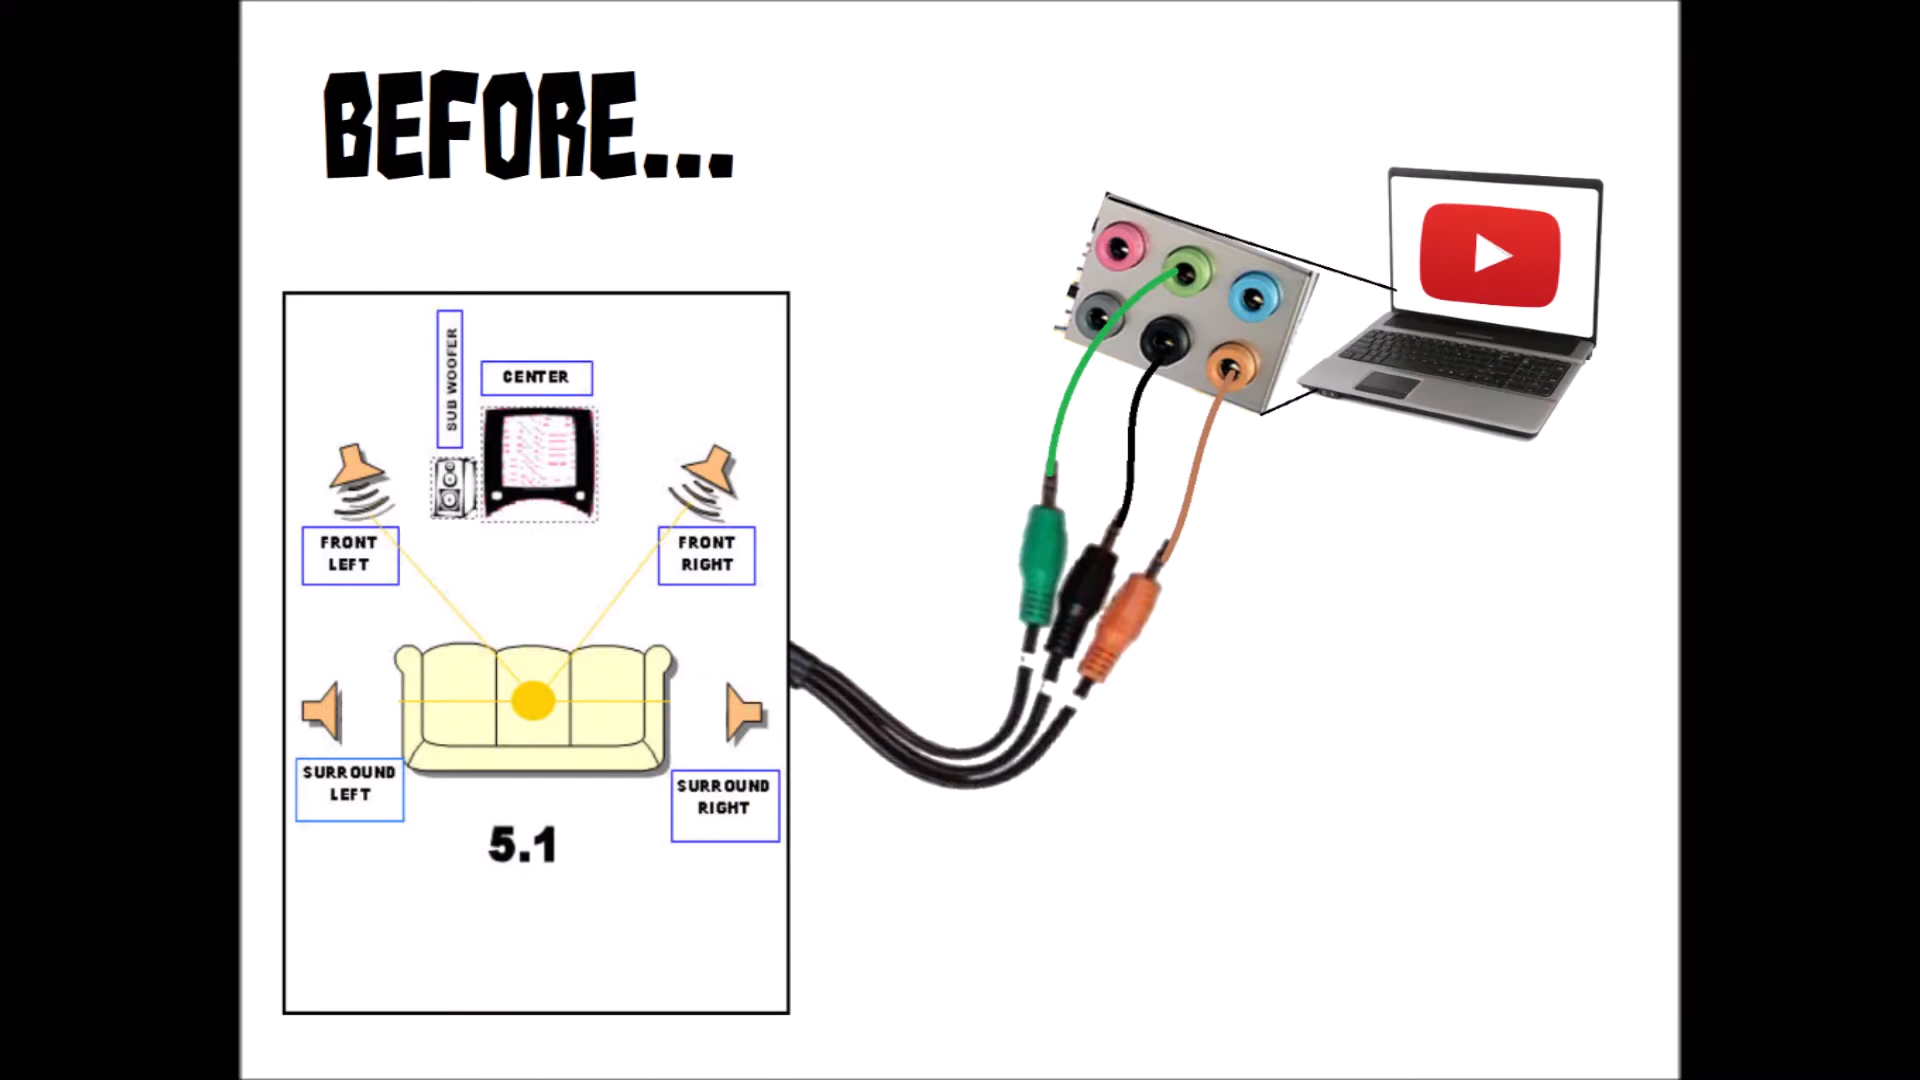 BEFORE...
SUB WOOFER
CENTER
FRONT
LEFT
FRONT
RIGHT
SURROUND
LEFT
SURROUND
RIGHT
5.1